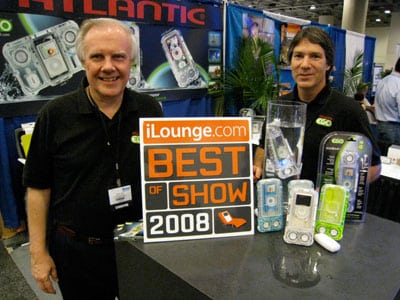 ATLANTIC
iLounge.com
BEST
OF SHOW
2008